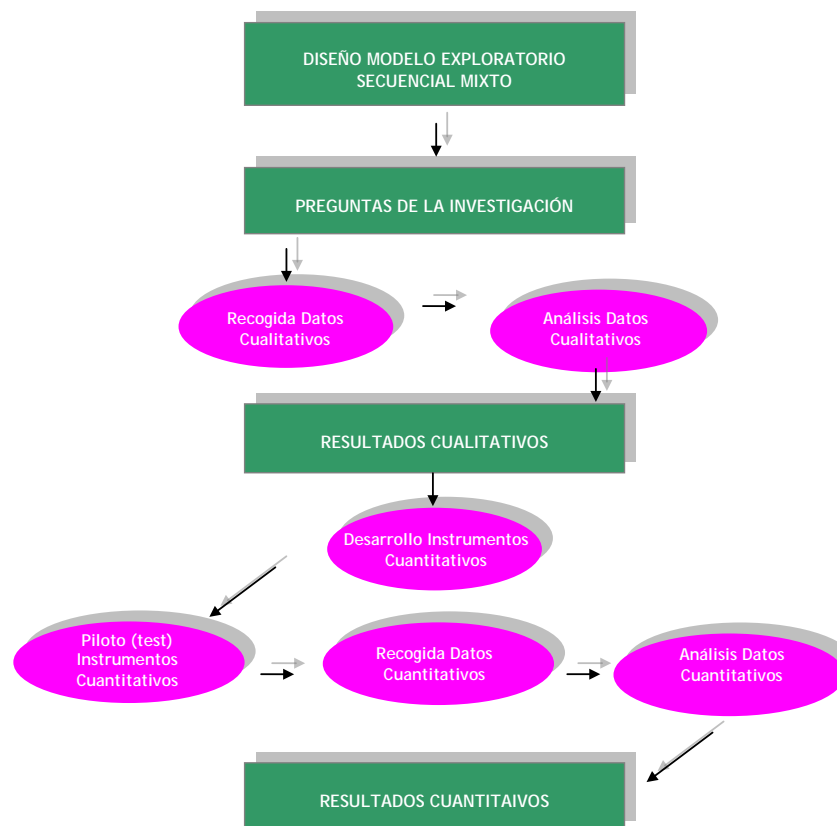 DISEÑO MODELO EXPLORATORIO
SECUENCIAL MIXTO
PREGUNTAS DE LA INVESTIGACIÓN
Recogida Datos
Cualitativos
Análisis Datos
Cualitativos
RESULTADOS CUALITATIVOS
Desarrollo Instrumentos
Cuantitativos
Piloto (test)
Instrumentos
Cuantitativos
Recogida Datos
Cuantitativos
Análisis Datos
Cuantitativos
RESULTADOS CUANTITAIVOS